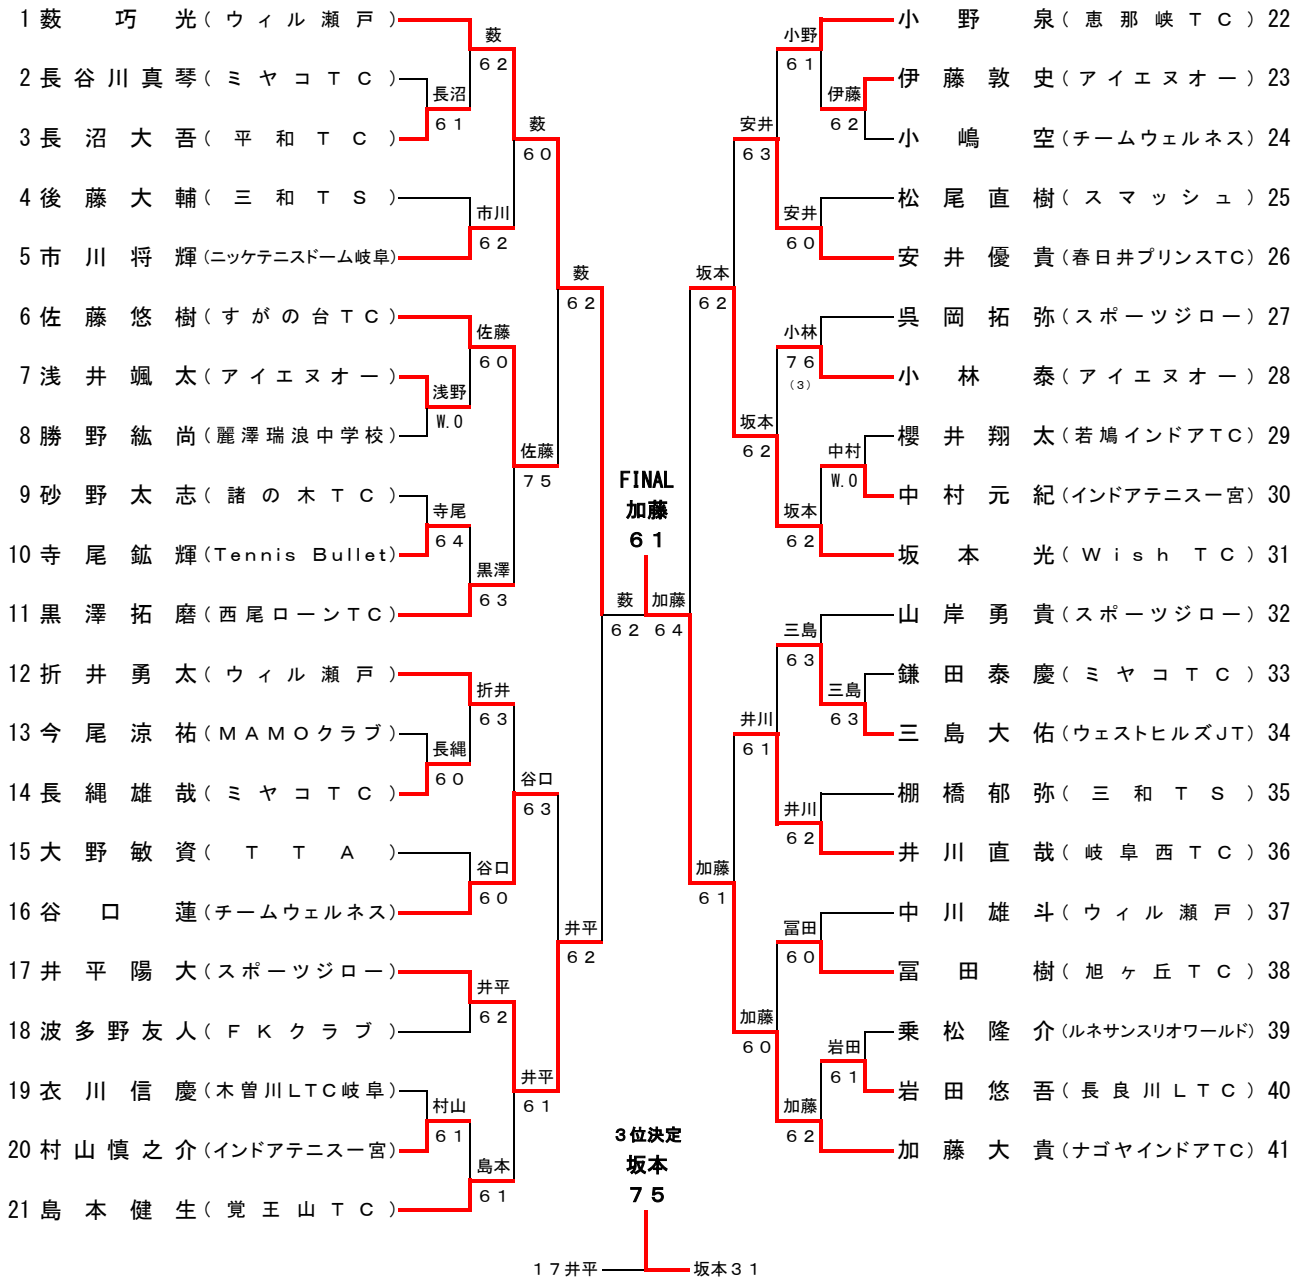 1 薮巧光(ウィル瀬戸)
2 長谷川真琴(ミヤコTC)
3 長沼大吾(平和TC)
4 後藤大輔(三和TS)
5 市川将輝(ニッケテニスドーム岐阜)
6 佐藤悠樹(すがの台TC)
7 浅井颯太(アイエヌオー)
8 勝野紘尚(麗澤瑞浪中学校)
9 砂野太志(諸の木TC)
10 寺尾鉱輝(Tennis Bullet)
11 黒澤拓磨(西尾ローンTC)
12 折井勇太(ウィル瀬戸)
13 今尾涼祐(MAMOクラブ)
14 長縄雄哉(ミヤコTC)
15 大野敏資(TTA)
16 谷口蓮(チームウェルネス)
17 井平陽大(スポーツジロー)
18 波多野友人(FKクラブ)
19 衣川信慶(木曽川LTC岐阜)
20 村山慎之介(インドアテニス一宮)
21 島本健生(覚王山TC)
長沼
61
浅野
W.0
寺尾
64
長縄
60
村山
61
薮
62
市川
62
佐藤
60
黒澤
63
折井
63
谷口
60
井平
62
島本
61
薮
60
佐藤
75
谷口
63
井平
61
薮
62
井平
62
薮
62
FINAL
加藤
61
加藤
64
坂本
62
加藤
61
安井
63
坂本
62
井川
61
加藤
60
小野
61
安井
60
小林
76
(3)
坂本
62
三島
63
井川
62
冨田
60
加藤
62
伊藤
62
中村
W.0
三島
63
岩田
61
小野泉(恵那峡TC) 22
伊藤敦史(アイエヌオー) 23
小嶋空(チームウェルネス) 24
松尾直樹(スマッシュ) 25
安井優貴(春日井プリンスTC) 26
呉岡拓弥(スポーツジロー) 27
小林泰(アイエヌオー) 28
櫻井翔太(若鳩インドアTC) 29
中村元紀(インドアテニス一宮) 30
坂本光(Wish TC) 31
山岸勇貴(スポーツジロー) 32
鎌田泰慶(ミヤコTC) 33
三島大佑(ウェストヒルズJT) 34
棚橋郁弥(三和TS) 35
井川直哉(岐阜西TC) 36
中川雄斗(ウィル瀬戸) 37
冨田樹(旭ヶ丘TC) 38
乗松隆介(ルネサンスリオワールド) 39
岩田悠吾(長良川LTC) 40
加藤大貴(ナゴヤインドアTC) 41
3位決定
坂本
75
17井平
坂本31